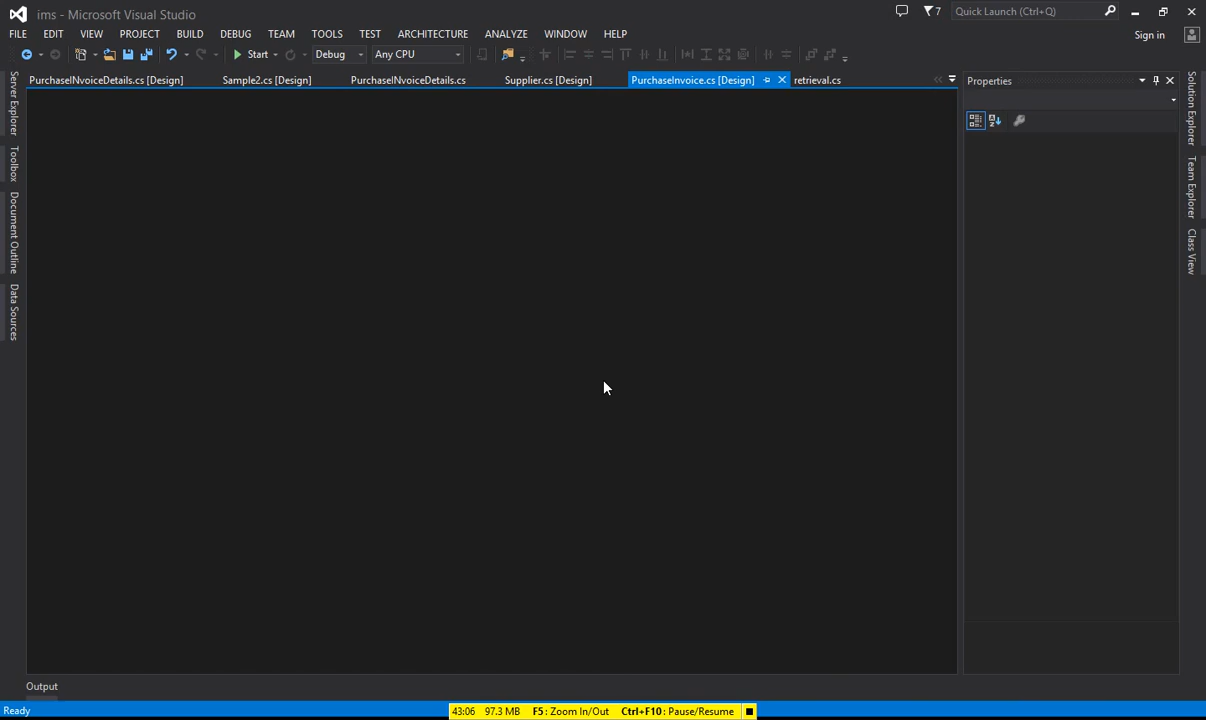 ims - Microsoft Visual Studio
7
Quick Launch (Ctrl+Q)
FILE EDIT VIEW PROJECT BUILD DEBUG TEAM TOOLS TEST ARCHITECTURE ANALYZE WINDOW HELP
Sign in
Start Debug Any CPU
PurchaseINvoiceDetails.cs [Design] Sample2.cs [Design] PurchaseINvoiceDetails.cs Supplier.cs [Design] PurchaseInvoice.cs [Design] retrieval.cs
Properties
Server Explorer
Toolbox
Document Outline
Data Sources
Solution Explorer
Team Explorer
Class View
Output
Ready
43:06 97.3 MB F5: Zoom In/Out Ctrl+F10: Pause/Resume